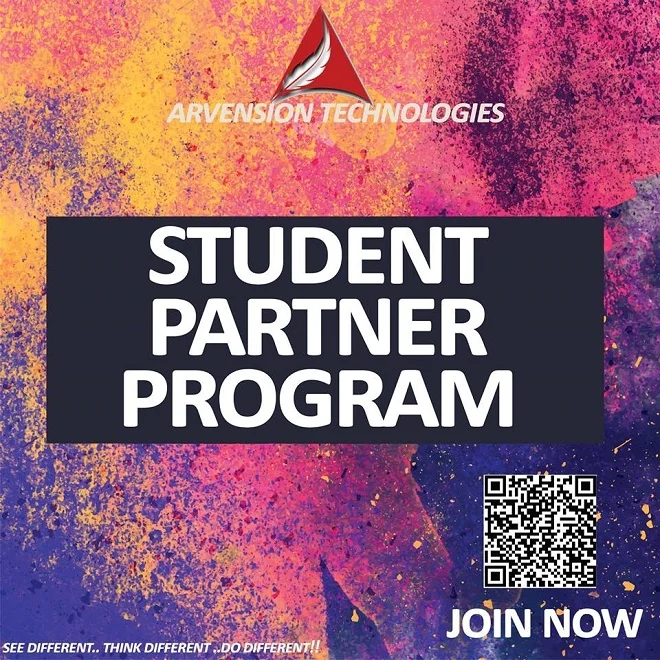 ARVENSION TECHNOLOGIES
STUDENT
PARTNER
PROGRAM
JOIN NOW
SEE DIFFERENT.. THINK DIFFERENT ..DO DIFFERENT!!